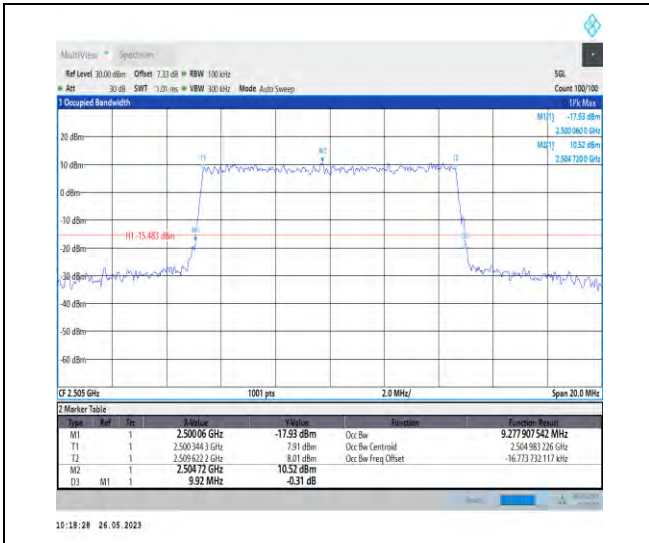 MultiView Spectrum
Ref Level 30.00 dBm Offset 7.33 dB RBW 100 kHz SGL
Att 30 dB SWT 1.01 ms VBW 300 kHz Mode Auto Sweep Count 100/100
1 Occupied Bandwidth 1Pk Max
M1[1] -17.93 dBm
2.500 060 0 GHz
20 dBm
M2[1] 10.52 dBm
2.504 720 0 GHz
T1 M2 T2
10 dBm
0 dBm
-10 dBm
H1 -15.483 dBm M1
-20 dBm
-30 dBm
-40 dBm
-50 dBm
-60 dBm
CF 2.505 GHz 1001 pts 2.0 MHz/ Span 20.0 MHz
2 Marker Table
Type Ref Trc X-Value Y-Value Function Function Result
M1 1 2.500 06 GHz -17.93 dBm Occ Bw 9.277 907 542 MHz
T1 1 2.500 344 3 GHz 7.91 dBm Occ Bw Centroid 2.504 983 226 GHz
T2 1 2.509 622 2 GHz 8.01 dBm Occ Bw Freq Offset -16.773 732 117 kHz
M2 1 2.504 72 GHz 10.52 dBm
D3 M1 1 9.92 MHz -0.31 dB
10:18:28 26.05.2023